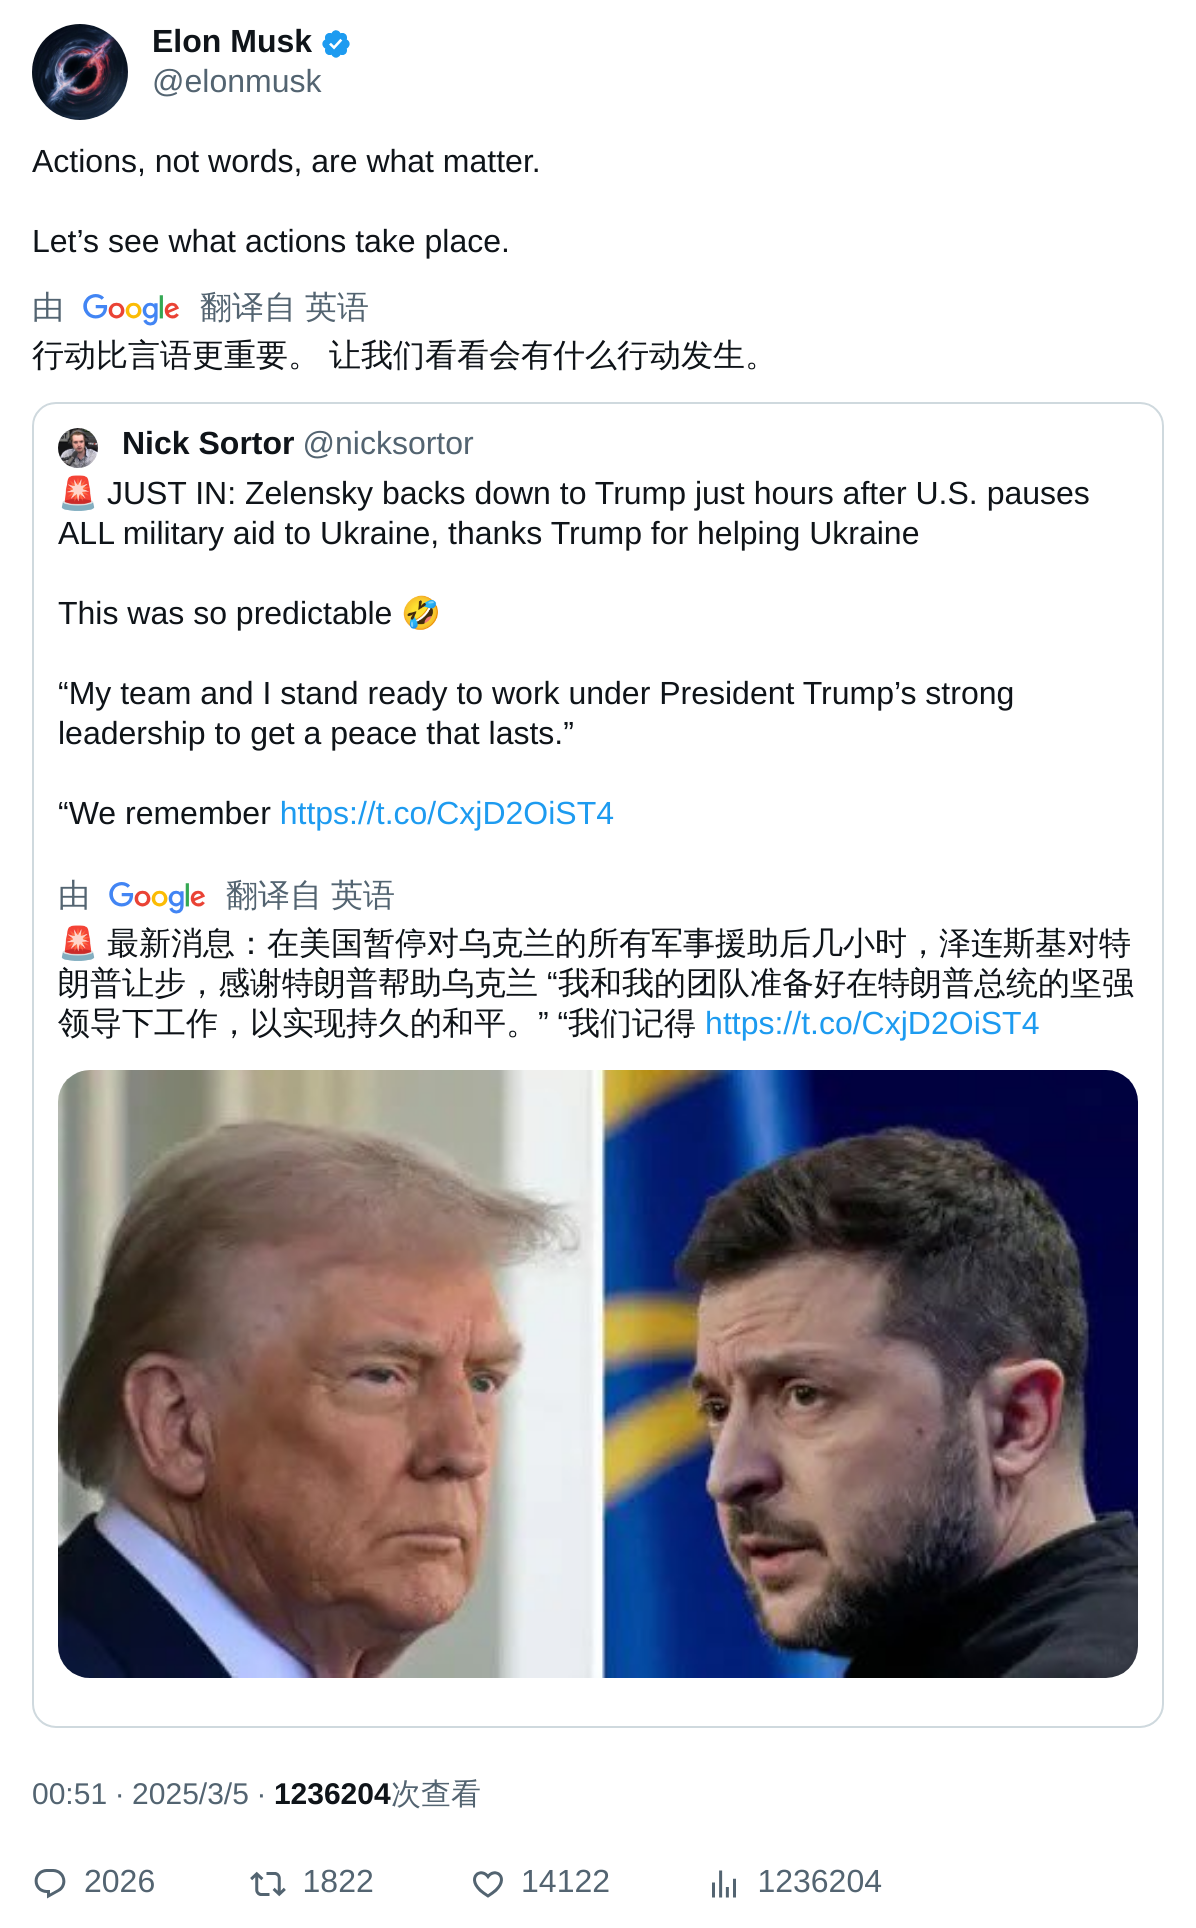 Elon Musk
@elonmusk
Actions, not words, are what matter.
Let’s see what actions take place.
由 Google 翻译自 英语
行动比言语更重要。 让我们看看会有什么行动发生。
Nick Sortor @nicksortor
🚨 JUST IN: Zelensky backs down to Trump just hours after U.S. pauses
ALL military aid to Ukraine, thanks Trump for helping Ukraine
This was so predictable 🤣
“My team and I stand ready to work under President Trump’s strong
leadership to get a peace that lasts.”
“We remember https://t.co/CxjD2OiST4
由 Google 翻译自 英语
🚨 最新消息：在美国暂停对乌克兰的所有军事援助后几小时，泽连斯基对特
朗普让步，感谢特朗普帮助乌克兰 “我和我的团队准备好在特朗普总统的坚强
领导下工作，以实现持久的和平。” “我们记得 https://t.co/CxjD2OiST4
00:51 · 2025/3/5 · 1236204次查看
2026 1822 14122 1236204